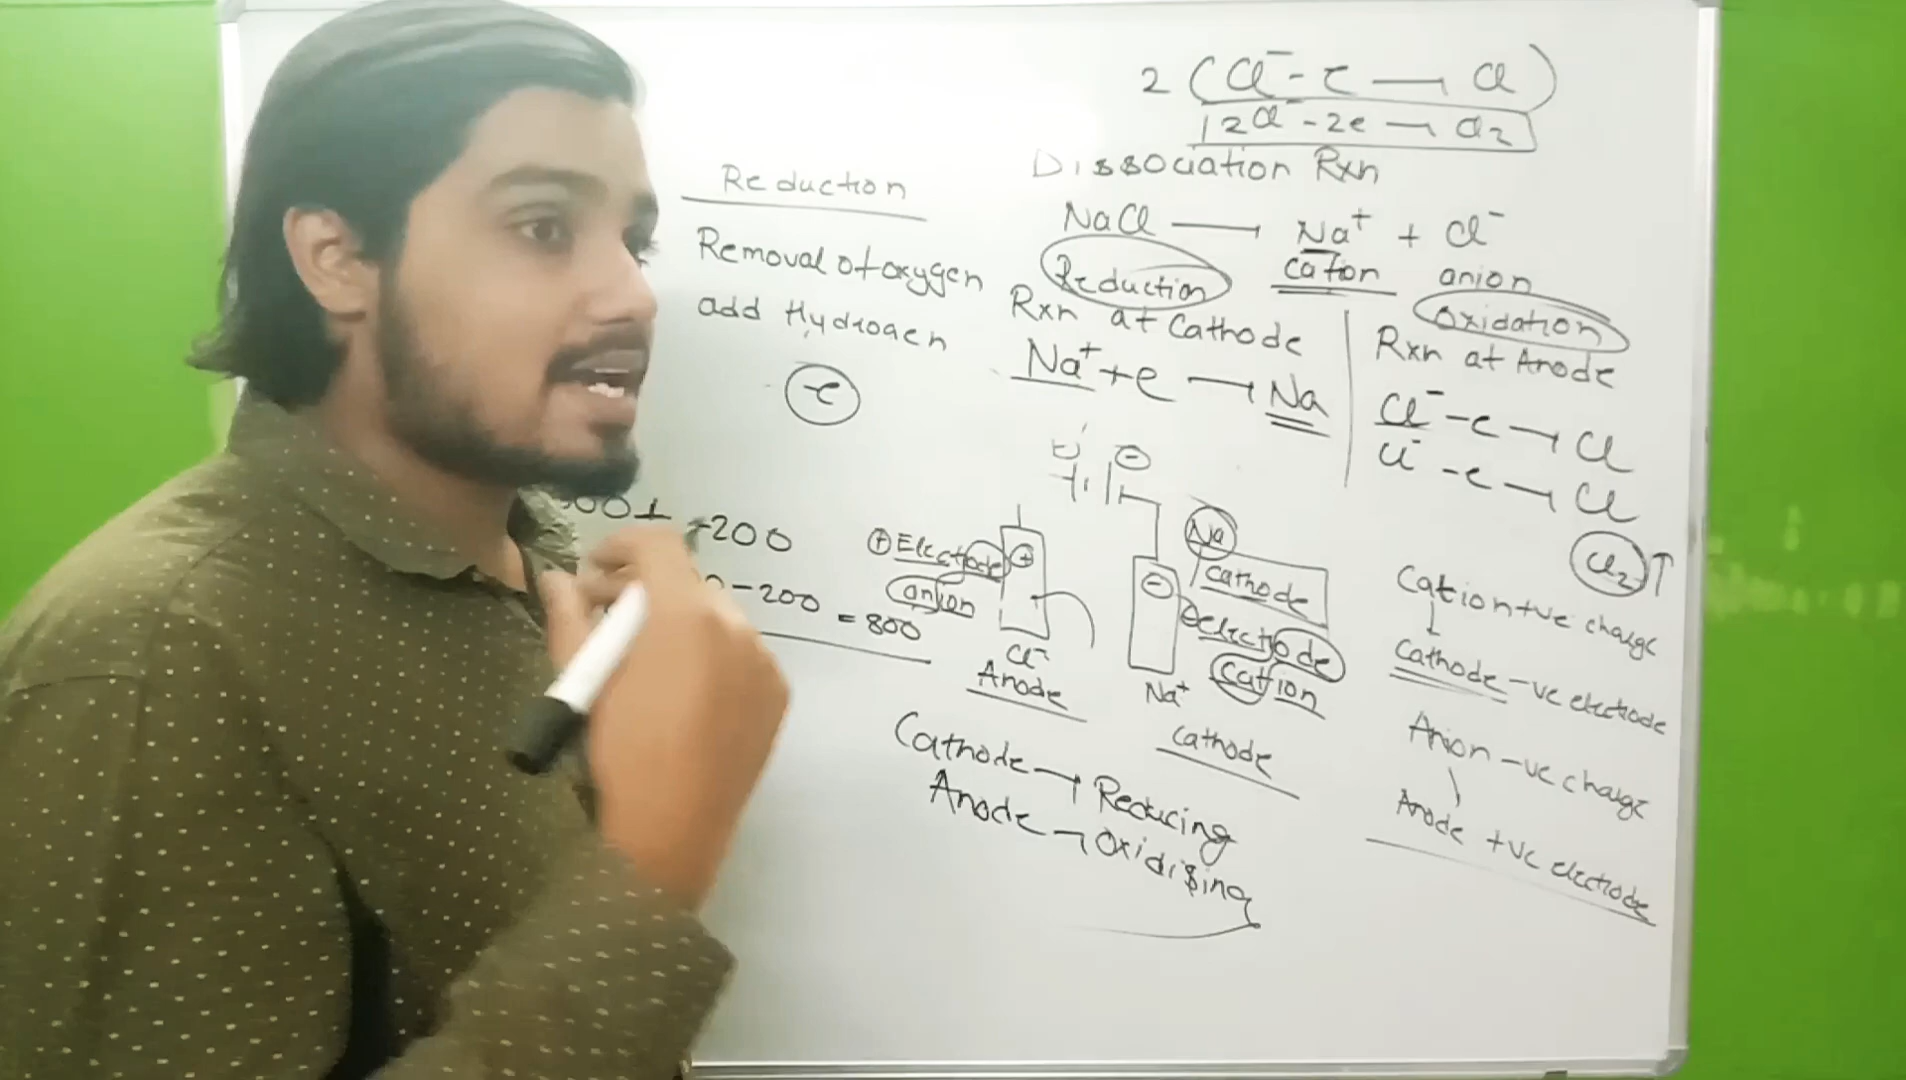 2 (Cl⁻ - e → Cl)
2Cl⁻ - 2e → Cl₂
Dissociation Rxn
NaCl → Na⁺ + Cl⁻
cation anion
Reduction
Rxn at Cathode
Na⁺ + e → Na
Oxidation
Rxn at Anode
Cl⁻ - e → Cl
Cl⁻ - e → Cl
Cl₂ ↑
Reduction
Removal of oxygen
add Hydrogen
-e
-200
-200 = 800
⊕ Electode
anion
+
Cl⁻
Anode
⊖
-
Na⁺
cathode
Na
cathode
Electrode
cation
Cathode → Reducing
Anode → Oxidising
Cation +ve charge
↓
Cathode -ve electrode
Anion -ve charge
Anode +ve electrode